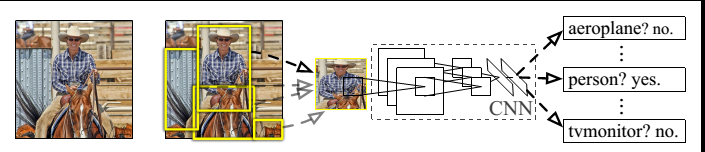 aeroplane? no.
⋮
person? yes.
CNN
⋮
tvmonitor? no.